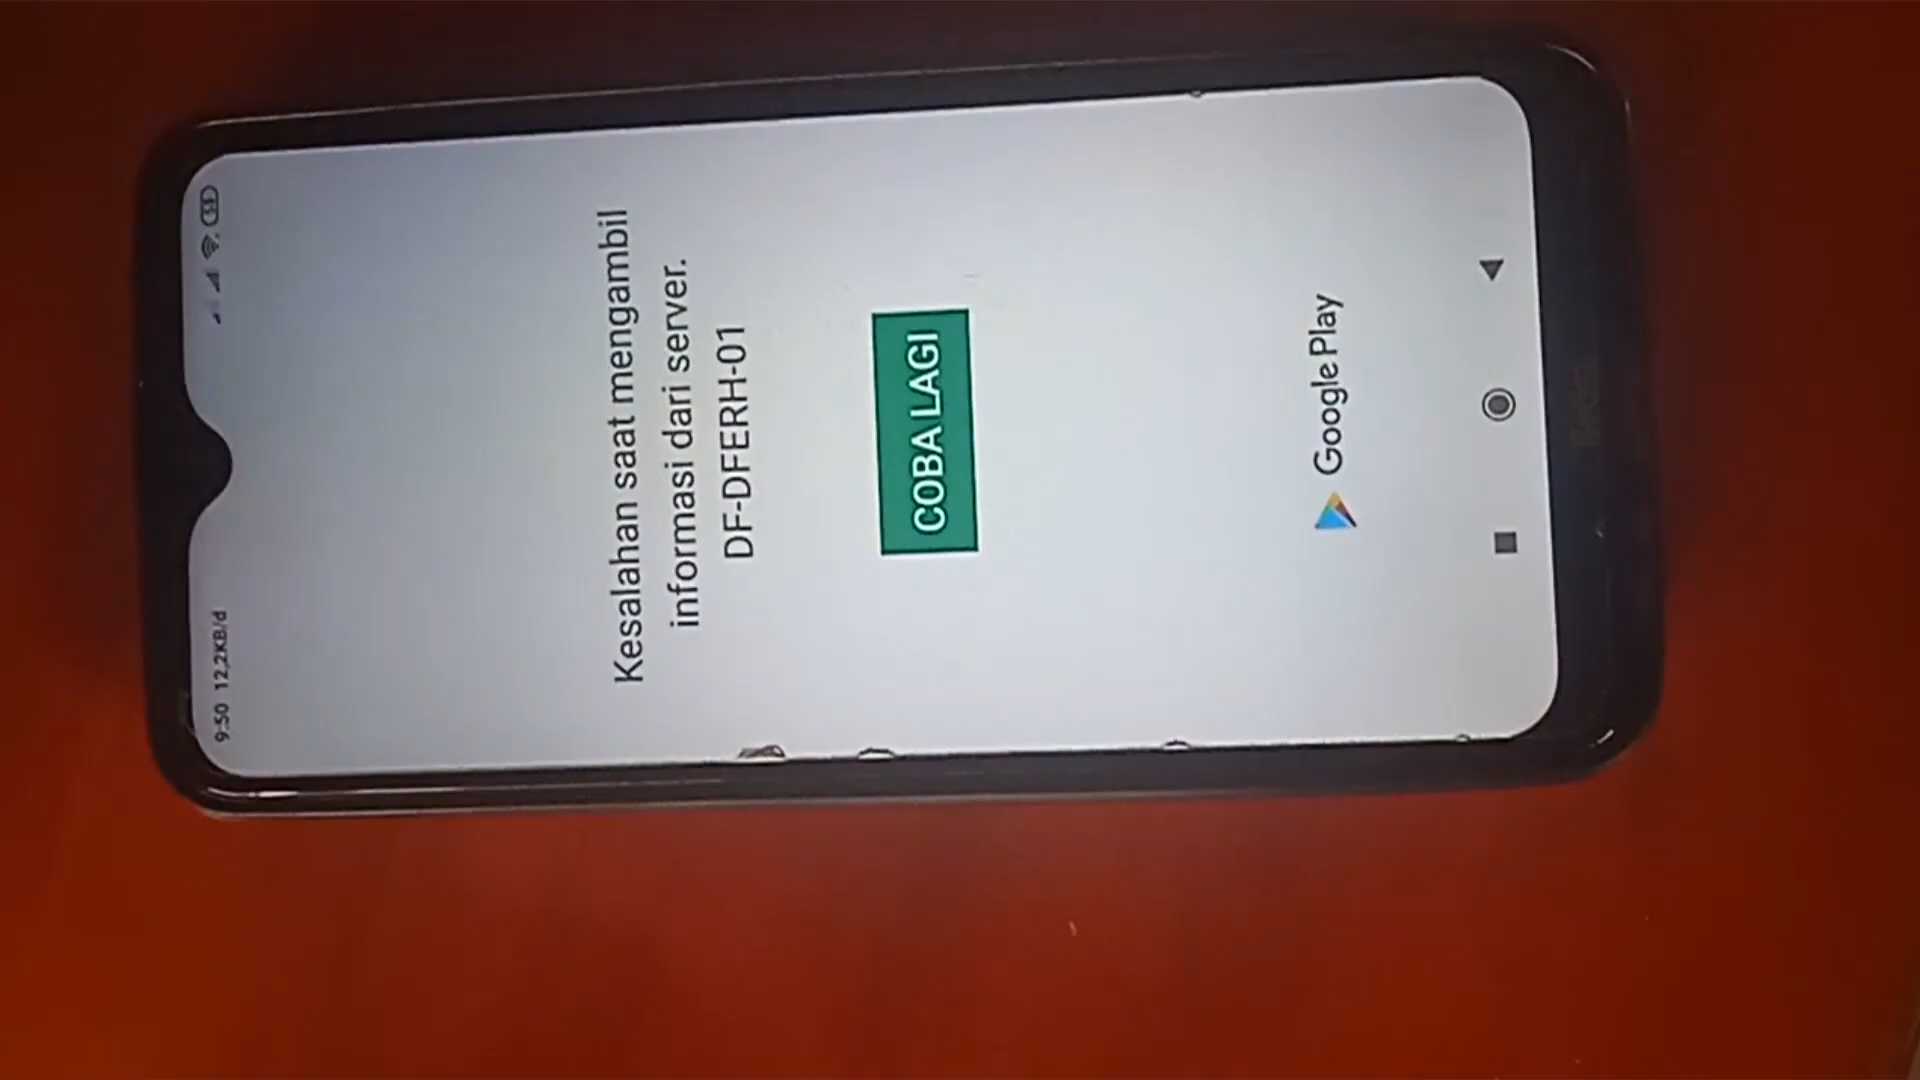 9:50 12,2KB/d
Kesalahan saat mengambil
informasi dari server.
DF-DFERH-01
COBA LAGI
Google Play